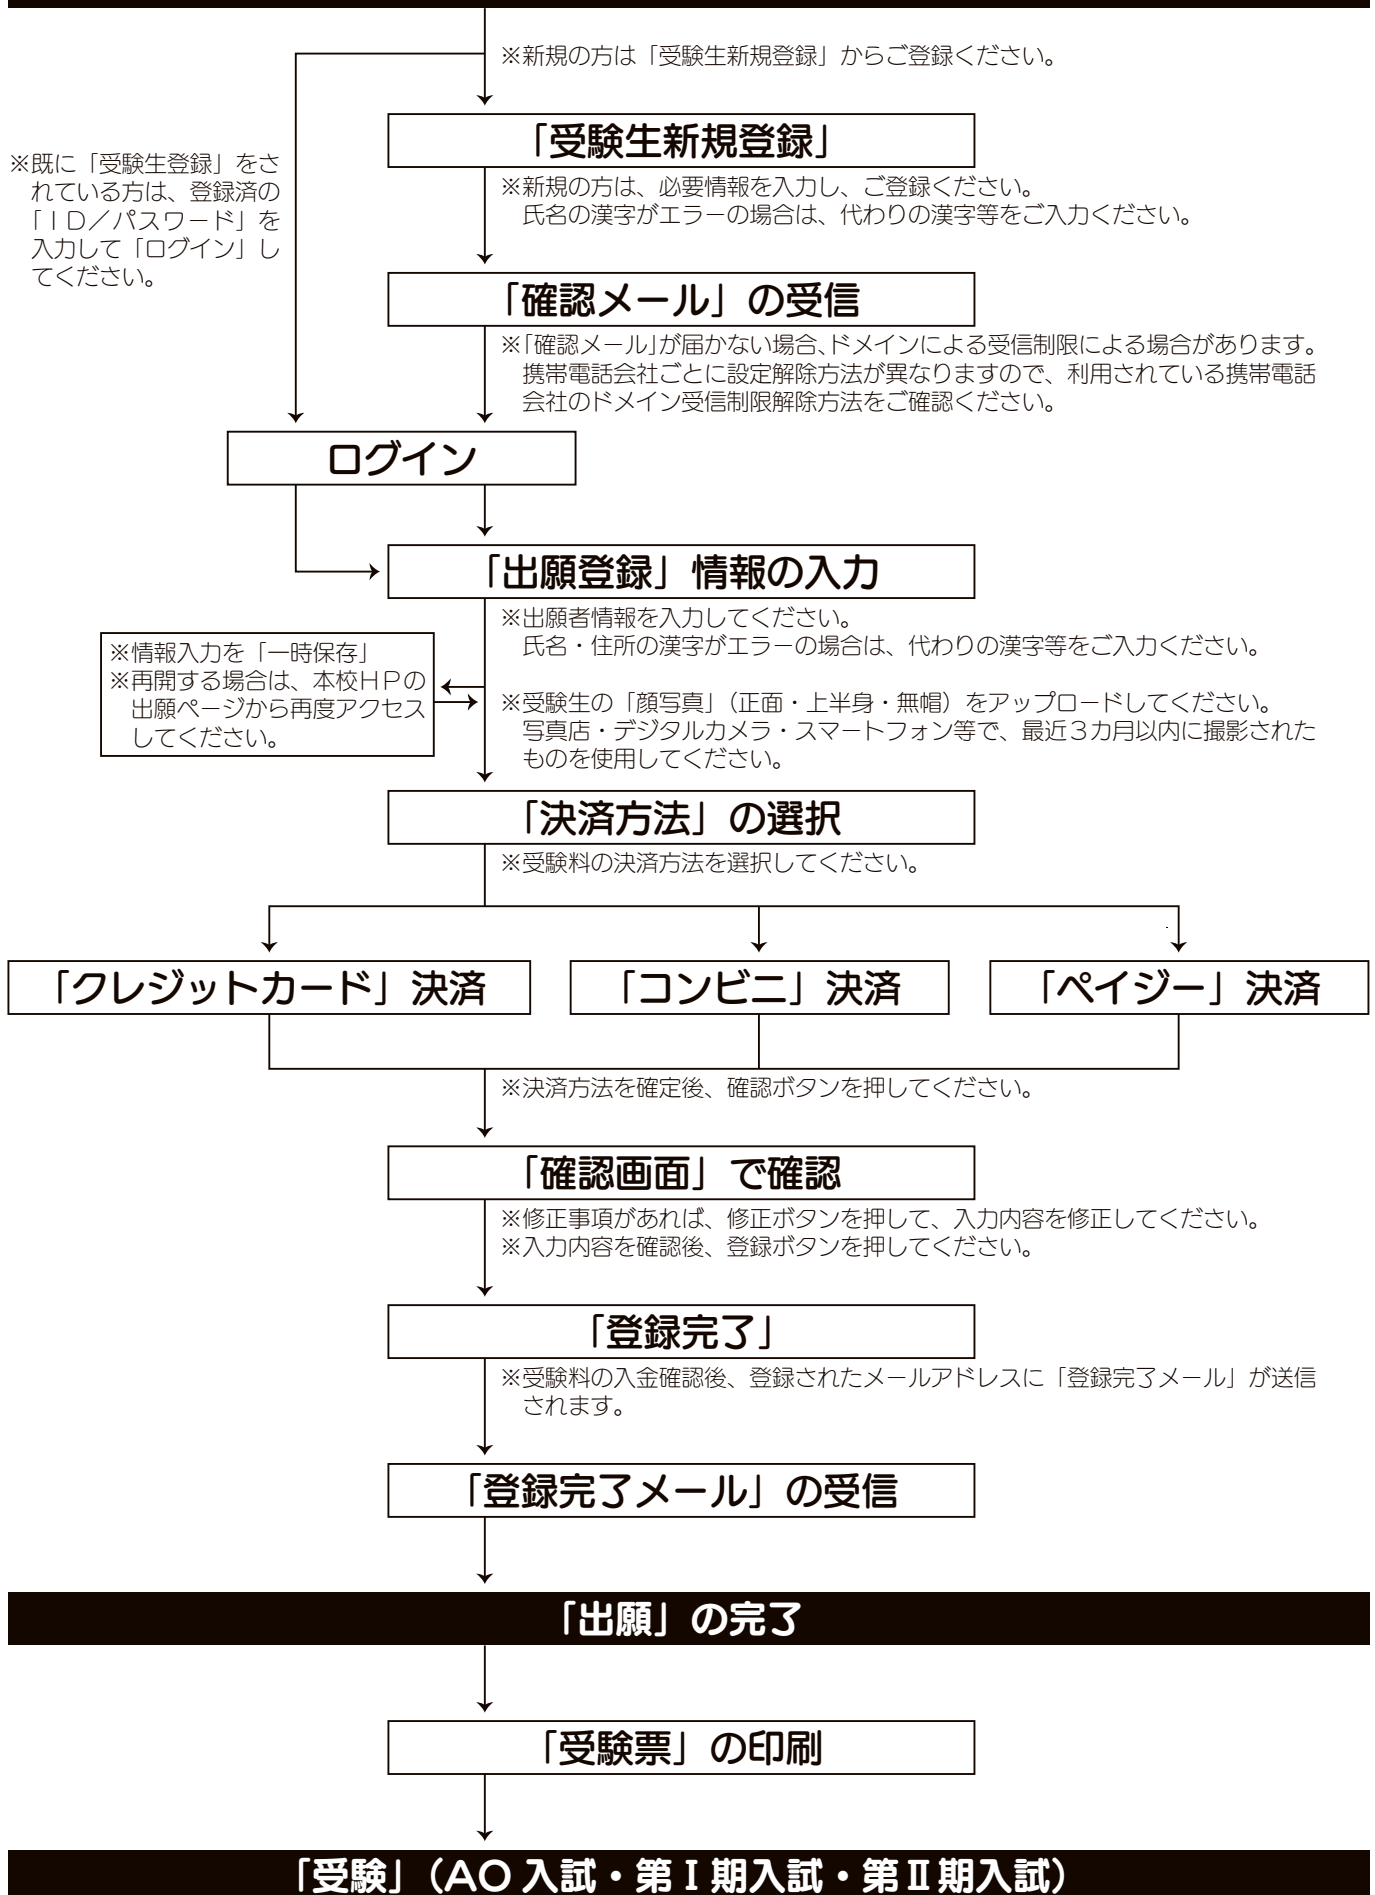 ※新規の方は「受験生新規登録」からご登録ください。
「受験生新規登録」
※既に「受験生登録」をさ
れている方は、登録済の
「ＩＤ／パスワード」を
入力して「ログイン」し
てください。
※新規の方は、必要情報を入力し、ご登録ください。
氏名の漢字がエラーの場合は、代わりの漢字等をご入力ください。
「確認メール」の受信
※「確認メール」が届かない場合、ドメインによる受信制限による場合があります。
携帯電話会社ごとに設定解除方法が異なりますので、利用されている携帯電話
会社のドメイン受信制限解除方法をご確認ください。
ログイン
「出願登録」情報の入力
※出願者情報を入力してください。
氏名・住所の漢字がエラーの場合は、代わりの漢字等をご入力ください。
※情報入力を「一時保存」
※再開する場合は、本校ＨＰの
出願ページから再度アクセス
してください。
※受験生の「顔写真」（正面・上半身・無帽）をアップロードしてください。
写真店・デジタルカメラ・スマートフォン等で、最近３カ月以内に撮影された
ものを使用してください。
「決済方法」の選択
※受験料の決済方法を選択してください。
「クレジットカード」決済
「コンビニ」決済
「ペイジー」決済
※決済方法を確定後、確認ボタンを押してください。
「確認画面」で確認
※修正事項があれば、修正ボタンを押して、入力内容を修正してください。
※入力内容を確認後、登録ボタンを押してください。
「登録完了」
※受験料の入金確認後、登録されたメールアドレスに「登録完了メール」が送信
されます。
「登録完了メール」の受信
「出願」の完了
「受験票」の印刷
「受験」（AO 入試・第Ⅰ期入試・第Ⅱ期入試）